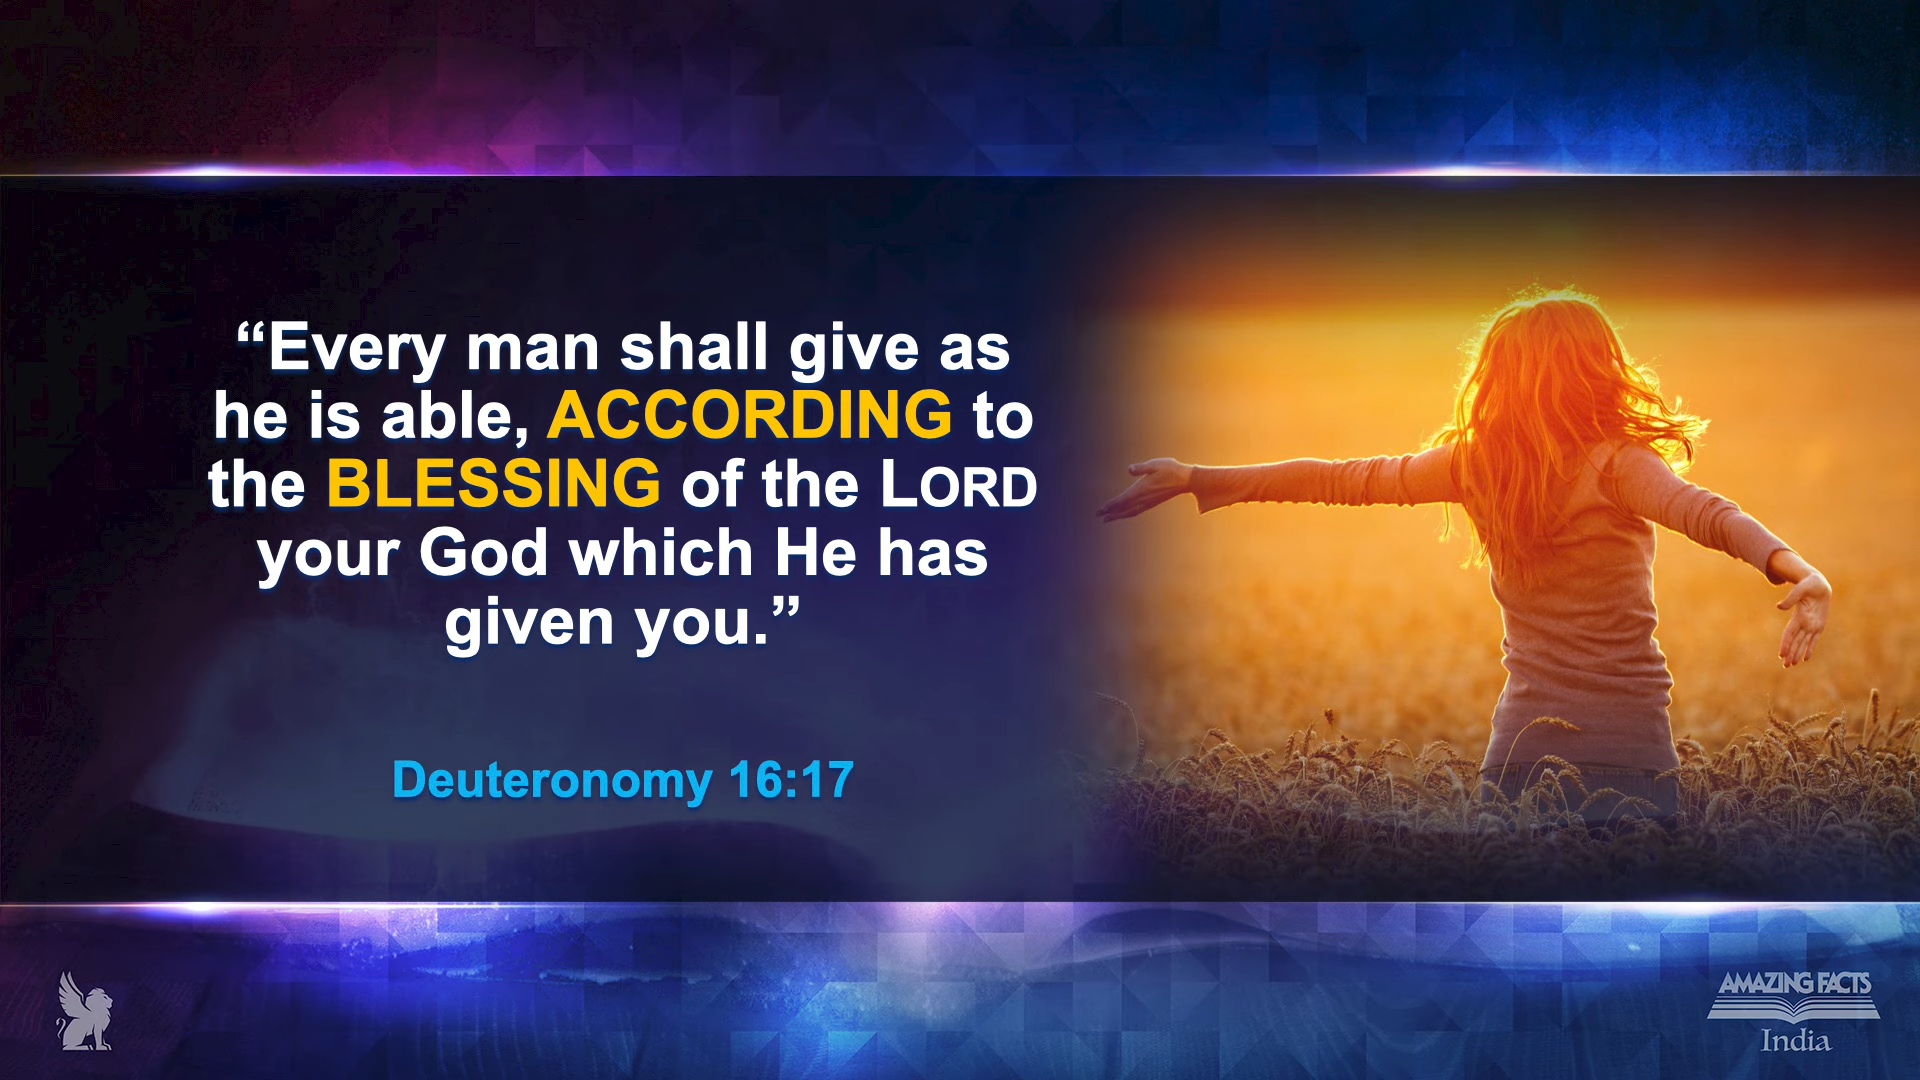 “Every man shall give as
he is able, ACCORDING to
the BLESSING of the LORD
your God which He has
given you.”
Deuteronomy 16:17
AMAZING FACTS
India